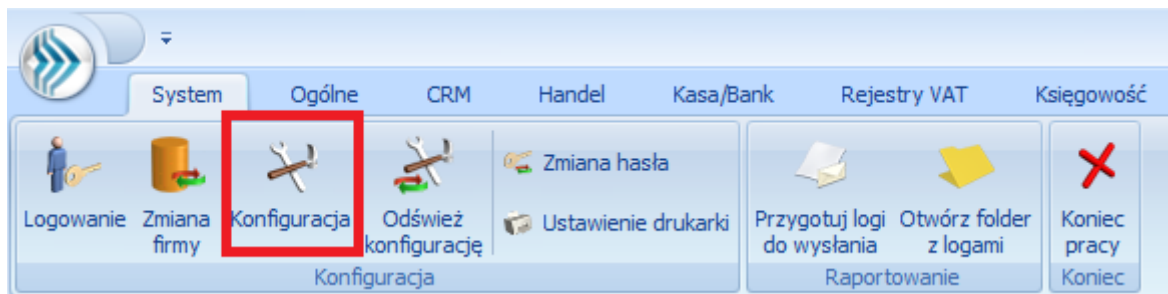 System Ogólne CRM Handel Kasa/Bank Rejestry VAT Księgowość
Logowanie
Zmiana
firmy
Konfiguracja
Odśwież
konfigurację
Zmiana hasła
Ustawienie drukarki
Konfiguracja
Przygotuj logi
do wysłania
Otwórz folder
z logami
Raportowanie
Koniec
pracy
Koniec